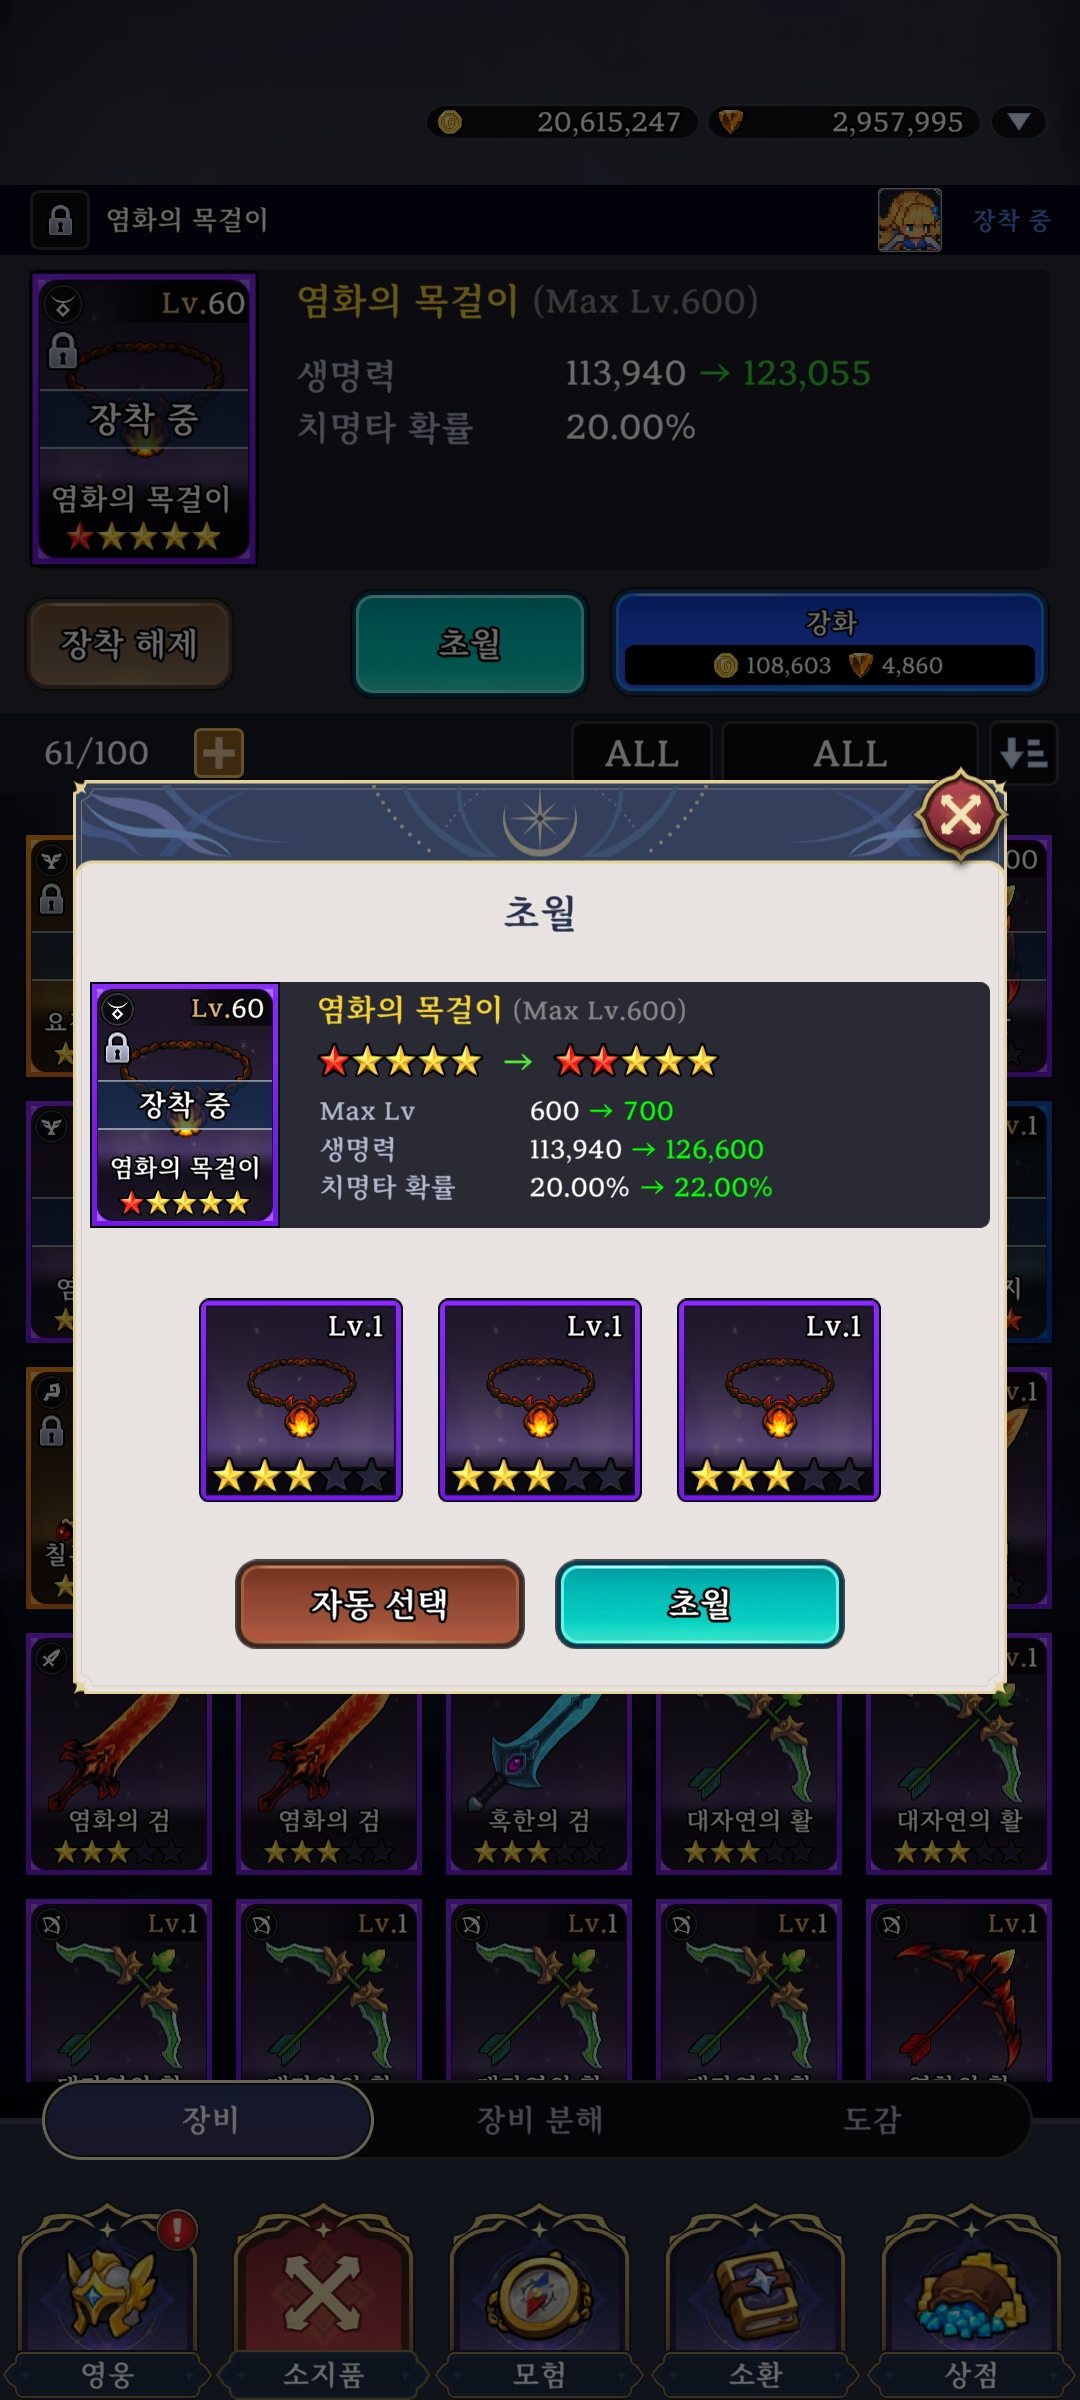 20,615,247 2,957,995
염화의 목걸이 장착 중
Lv.60
장착 중
염화의 목걸이
염화의 목걸이 (Max Lv.600)
생명력 113,940 → 123,055
치명타 확률 20.00%
장착 해제
초월
강화
108,603 4,860
61/100 ALL ALL
초월
Lv.60
장착 중
염화의 목걸이
염화의 목걸이 (Max Lv.600)
Max Lv 600 → 700
생명력 113,940 → 126,600
치명타 확률 20.00% → 22.00%
Lv.1 Lv.1 Lv.1
자동 선택 초월
염화의 검 염화의 검 혹한의 검 대자연의 활 대자연의 활
Lv.1 Lv.1 Lv.1 Lv.1 Lv.1
장비 장비 분해 도감
영웅 소지품 모험 소환 상점